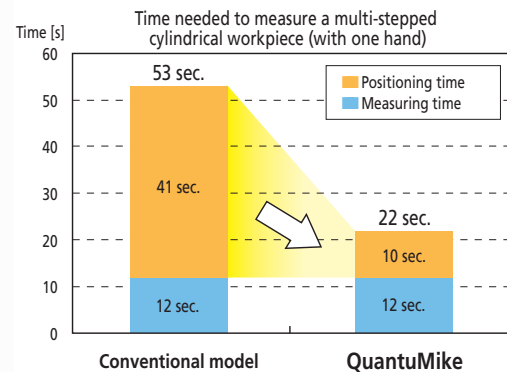 Time needed to measure a multi-stepped
cylindrical workpiece (with one hand)
Time [s]
60
50
40
30
20
10
0
53 sec.
41 sec.
12 sec.
Positioning time
Measuring time
22 sec.
10 sec.
12 sec.
Conventional model
QuantuMike